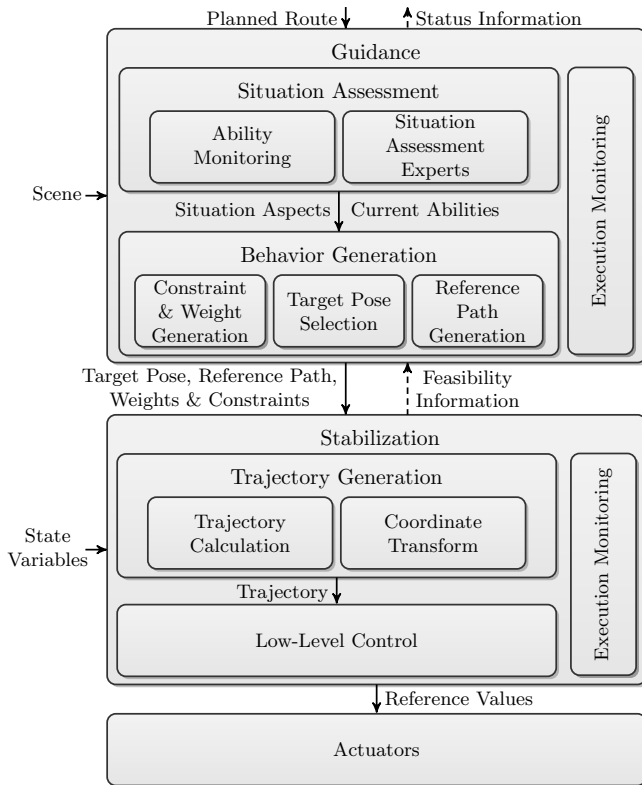 Planned Route
Status Information
Guidance
Situation Assessment
Ability
Monitoring
Situation
Assessment
Experts
Execution Monitoring
Scene
Situation Aspects
Current Abilities
Behavior Generation
Constraint
& Weight
Generation
Target Pose
Selection
Reference
Path
Generation
Target Pose, Reference Path,
Weights & Constraints
Feasibility
Information
Stabilization
Trajectory Generation
Trajectory
Calculation
Coordinate
Transform
Execution Monitoring
State
Variables
Trajectory
Low-Level Control
Reference Values
Actuators